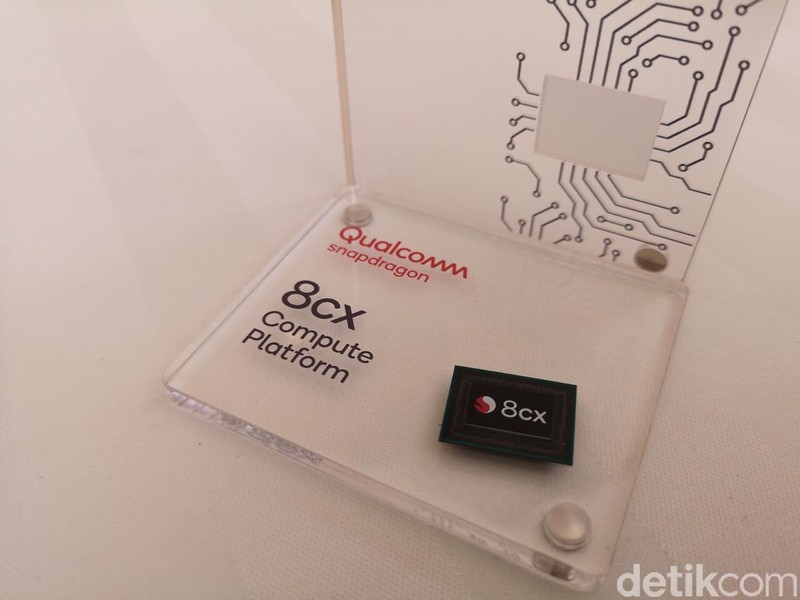 Qualcomm
snapdragon
8cx
Compute
Platform
8cx
detikcom